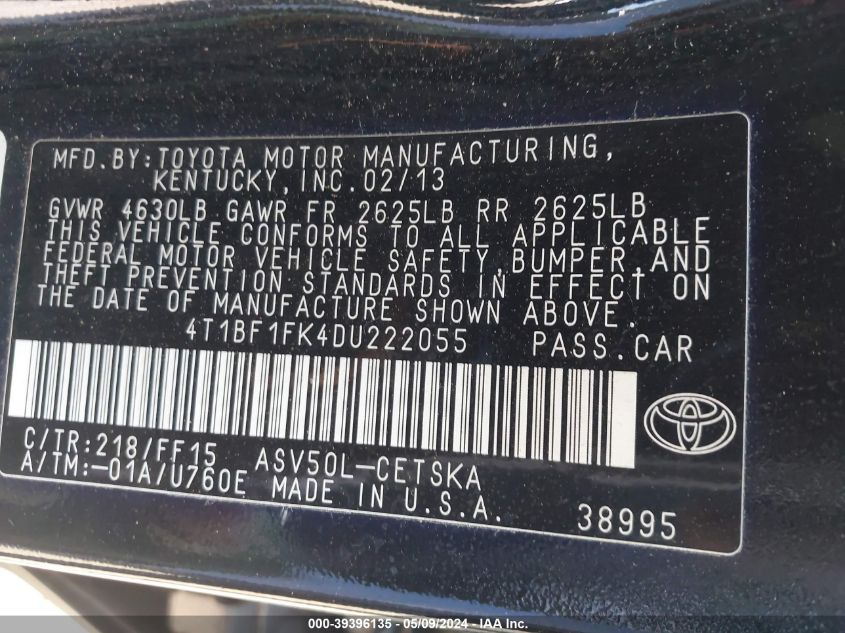 MFD.BY:TOYOTA MOTOR MANUFACTURING,
KENTUCKY,INC.02/13
GVWR 4630LB GAWR FR 2625LB RR 2625LB
THIS VEHICLE CONFORMS TO ALL APPLICABLE
FEDERAL MOTOR VEHICLE SAFETY,BUMPER,AND
THEFT PREVENTION STANDARDS IN EFFECT ON
THE DATE OF MANUFACTURE SHOWN ABOVE.
4T1BF1FK4DU222055 PASS.CAR
C/TR:218/FF15 ASV50L-CETSKA
A/TM:-01A/U760E MADE IN U.S.A.
38995
000-39396135 - 05/09/2024 - IAA Inc.